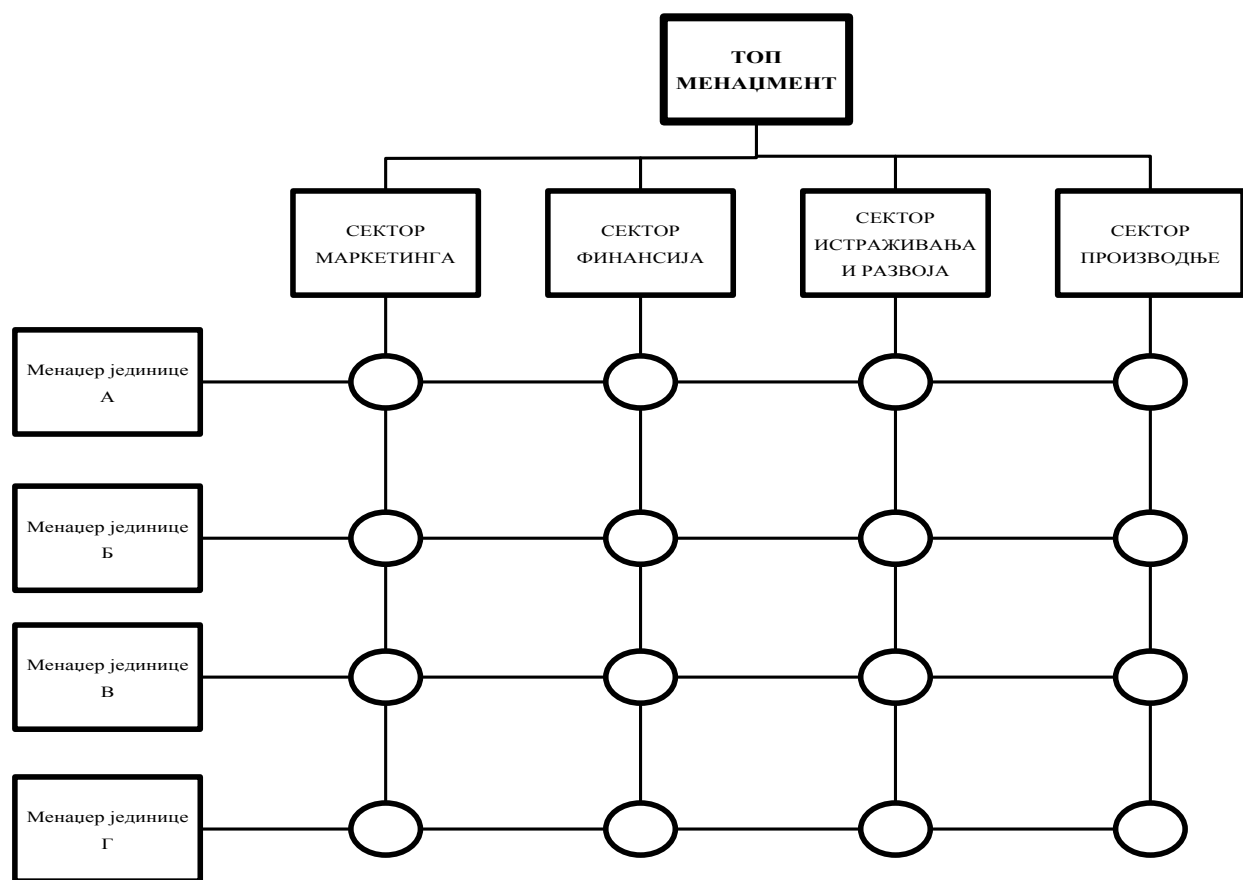 ТОП
МЕНАЏМЕНТ
СЕКТОР
МАРКЕТИНГА
СЕКТОР
ФИНАНСИЈА
СЕКТОР
ИСТРАЖИВАЊА
И РАЗВОЈА
СЕКТОР
ПРОИЗВОДЊЕ
Менаџер јединице
А
Менаџер јединице
Б
Менаџер јединице
В
Менаџер јединице
Г